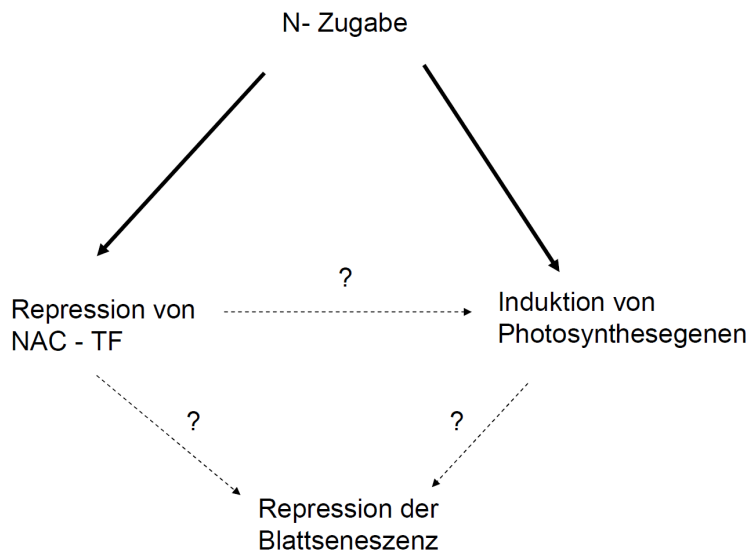 N- Zugabe
?
Repression von
NAC - TF
Induktion von
Photosynthesegenen
?
?
Repression der
Blattseneszenz